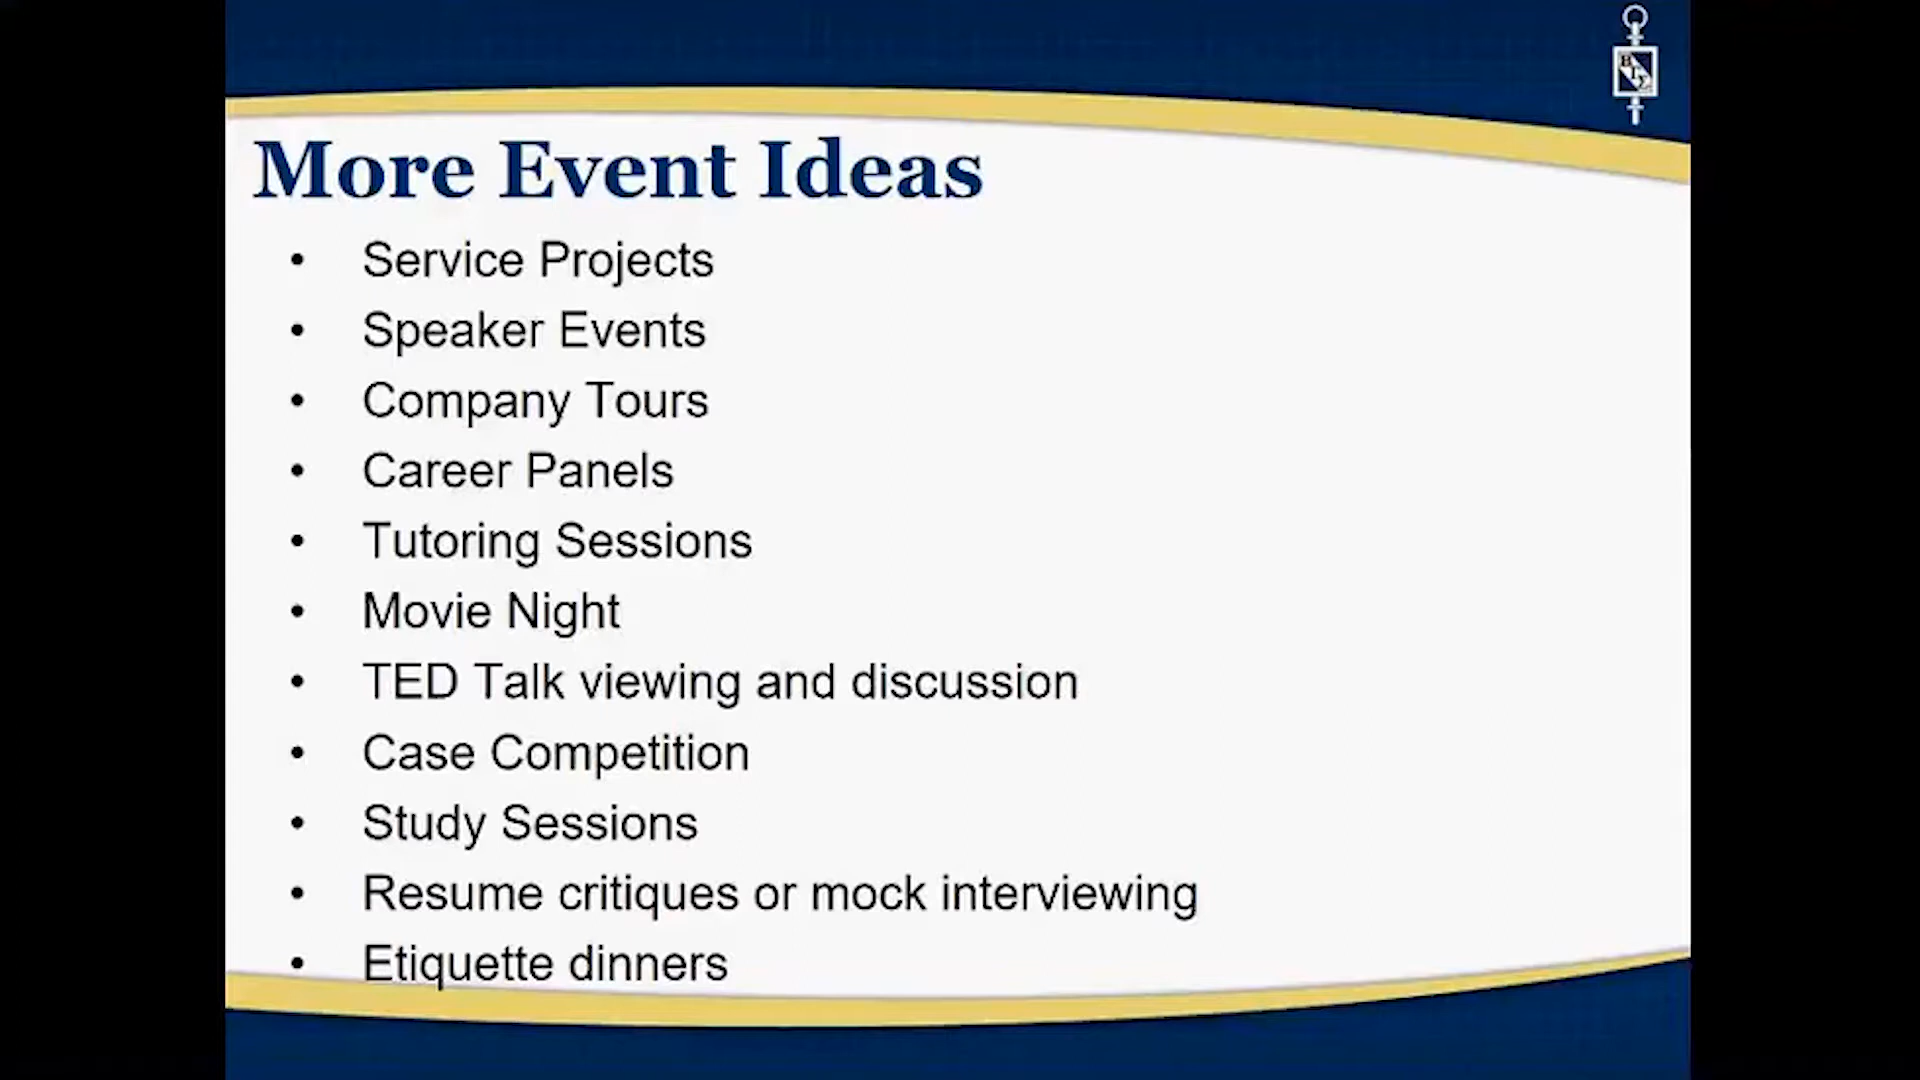 ΒΓΣ
More Event Ideas
• Service Projects
• Speaker Events
• Company Tours
• Career Panels
• Tutoring Sessions
• Movie Night
• TED Talk viewing and discussion
• Case Competition
• Study Sessions
• Resume critiques or mock interviewing
• Etiquette dinners